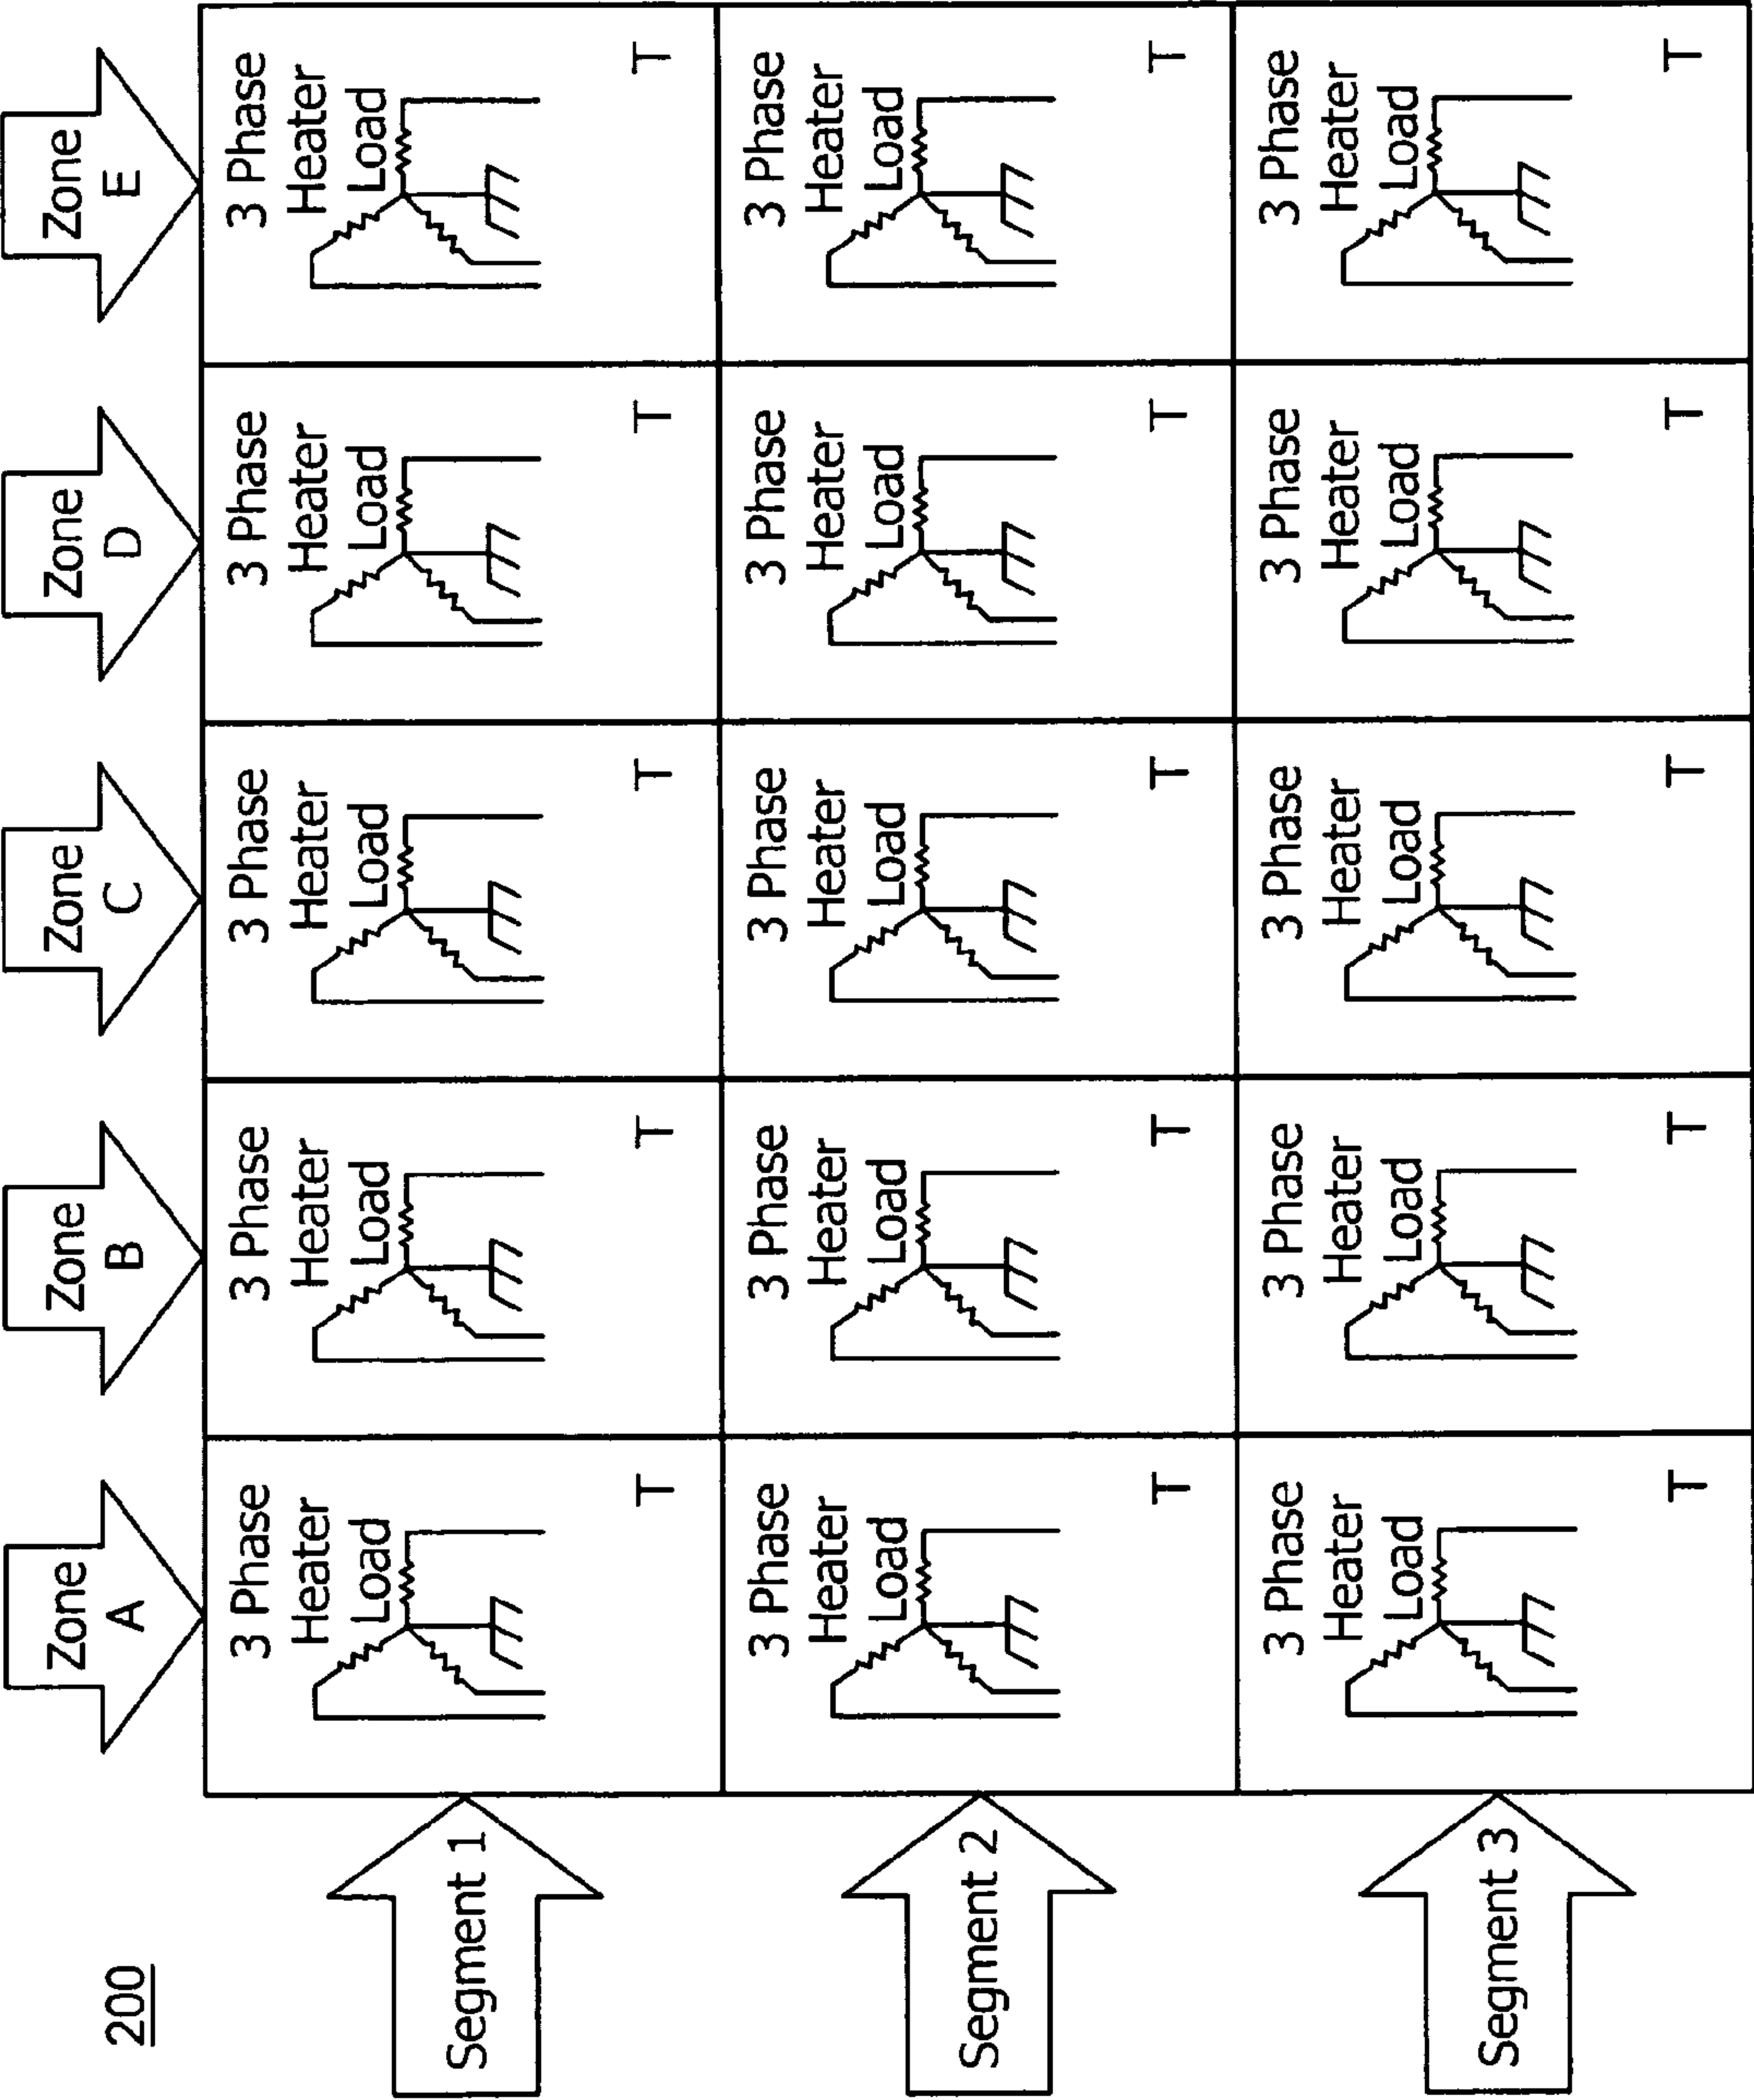 200
Zone
A
Zone
B
Zone
C
Zone
D
Zone
E
Segment 1
3 Phase
Heater
Load
T
3 Phase
Heater
Load
T
3 Phase
Heater
Load
T
3 Phase
Heater
Load
T
3 Phase
Heater
Load
T
Segment 2
3 Phase
Heater
Load
T
3 Phase
Heater
Load
T
3 Phase
Heater
Load
T
3 Phase
Heater
Load
T
3 Phase
Heater
Load
T
Segment 3
3 Phase
Heater
Load
T
3 Phase
Heater
Load
T
3 Phase
Heater
Load
T
3 Phase
Heater
Load
T
3 Phase
Heater
Load
T